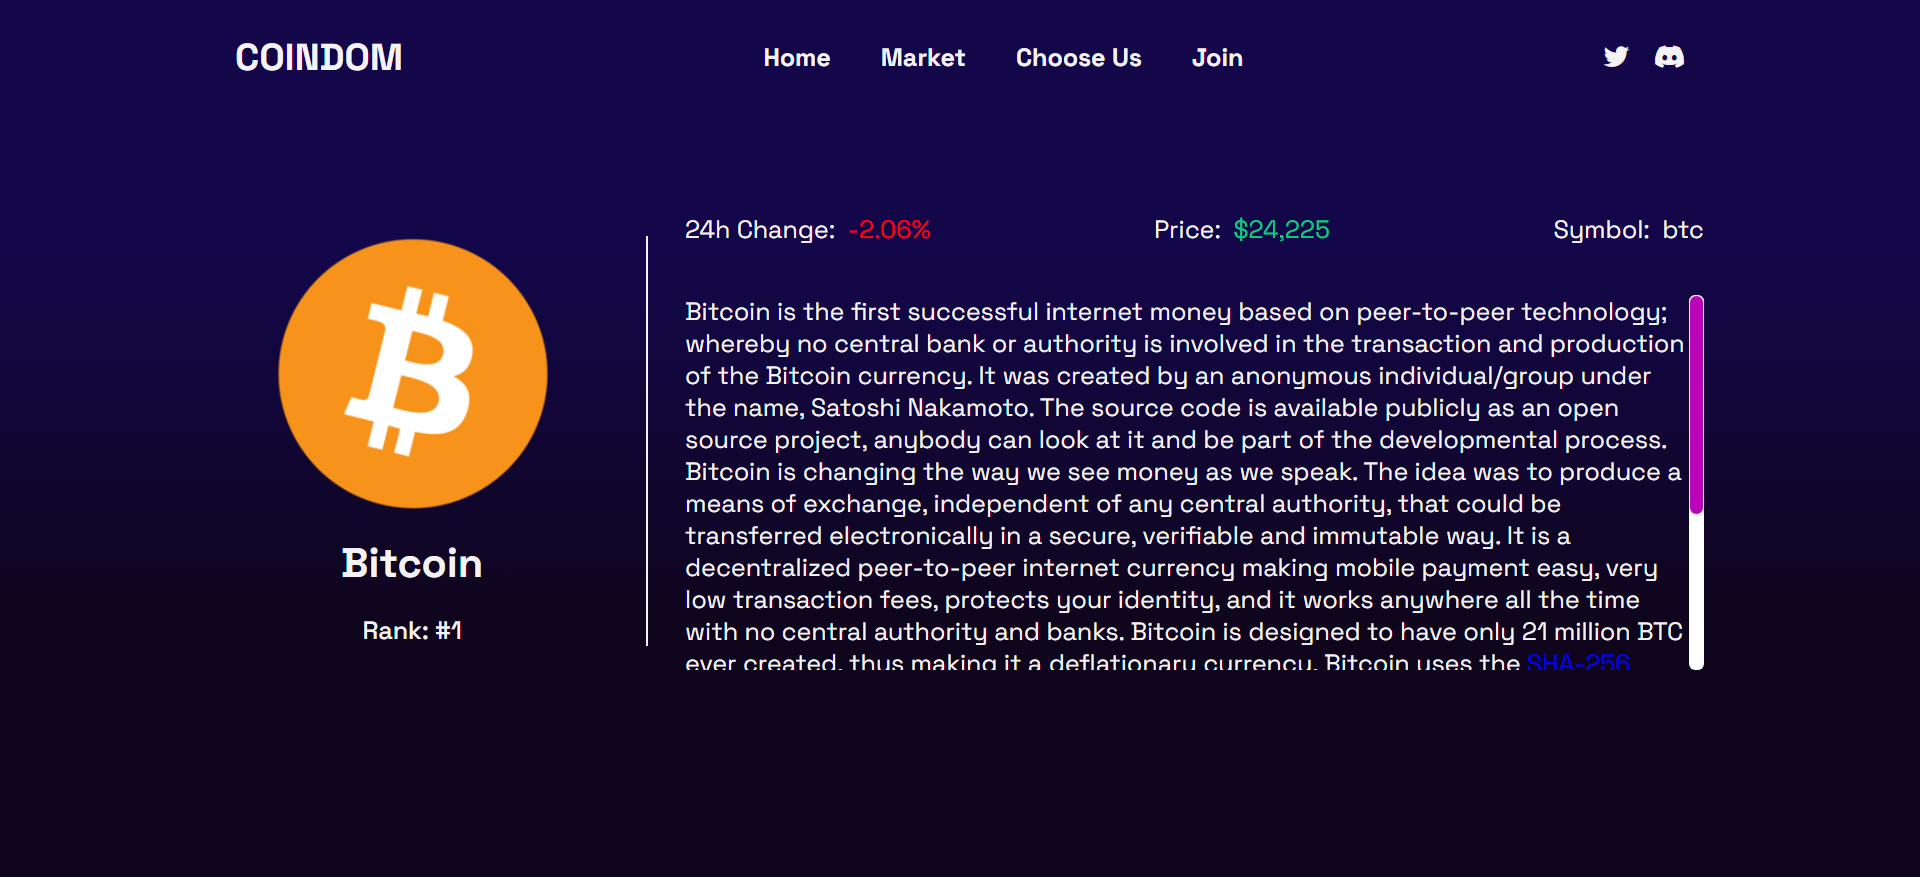 COINDOM
Home Market Choose Us Join
24h Change: -2.06% Price: $24,225 Symbol: btc
Bitcoin
Rank: #1
Bitcoin is the first successful internet money based on peer-to-peer technology;
whereby no central bank or authority is involved in the transaction and production
of the Bitcoin currency. It was created by an anonymous individual/group under
the name, Satoshi Nakamoto. The source code is available publicly as an open
source project, anybody can look at it and be part of the developmental process.
Bitcoin is changing the way we see money as we speak. The idea was to produce a
means of exchange, independent of any central authority, that could be
transferred electronically in a secure, verifiable and immutable way. It is a
decentralized peer-to-peer internet currency making mobile payment easy, very
low transaction fees, protects your identity, and it works anywhere all the time
with no central authority and banks. Bitcoin is designed to have only 21 million BTC
ever created, thus making it a deflationary currency. Bitcoin uses the SHA-256